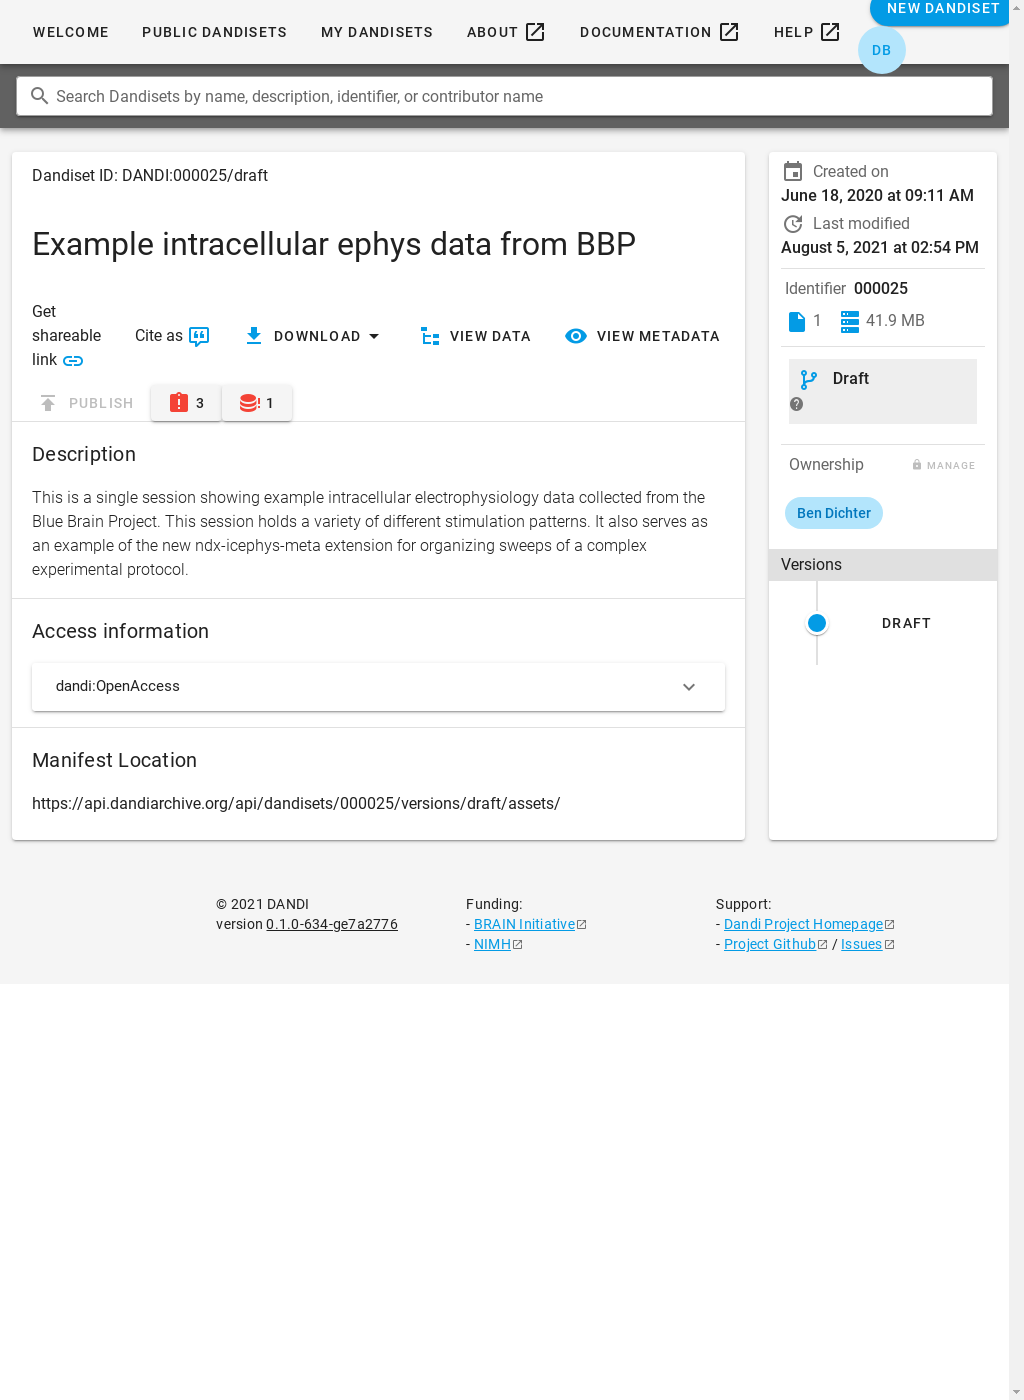 NEW DANDISET
WELCOME PUBLIC DANDISETS MY DANDISETS ABOUT DOCUMENTATION HELP
DB
Search Dandisets by name, description, identifier, or contributor name
Dandiset ID: DANDI:000025/draft
Example intracellular ephys data from BBP
Get
shareable
link
Cite as
DOWNLOAD
VIEW DATA
VIEW METADATA
PUBLISH
3
1
Description
This is a single session showing example intracellular electrophysiology data collected from the
Blue Brain Project. This session holds a variety of different stimulation patterns. It also serves as
an example of the new ndx-icephys-meta extension for organizing sweeps of a complex
experimental protocol.
Access information
dandi:OpenAccess
Manifest Location
https://api.dandiarchive.org/api/dandisets/000025/versions/draft/assets/
Created on
June 18, 2020 at 09:11 AM
Last modified
August 5, 2021 at 02:54 PM
Identifier 000025
1 41.9 MB
Draft
Ownership MANAGE
Ben Dichter
Versions
DRAFT
© 2021 DANDI
version 0.1.0-634-ge7a2776
Funding:
- BRAIN Initiative
- NIMH
Support:
- Dandi Project Homepage
- Project Github / Issues